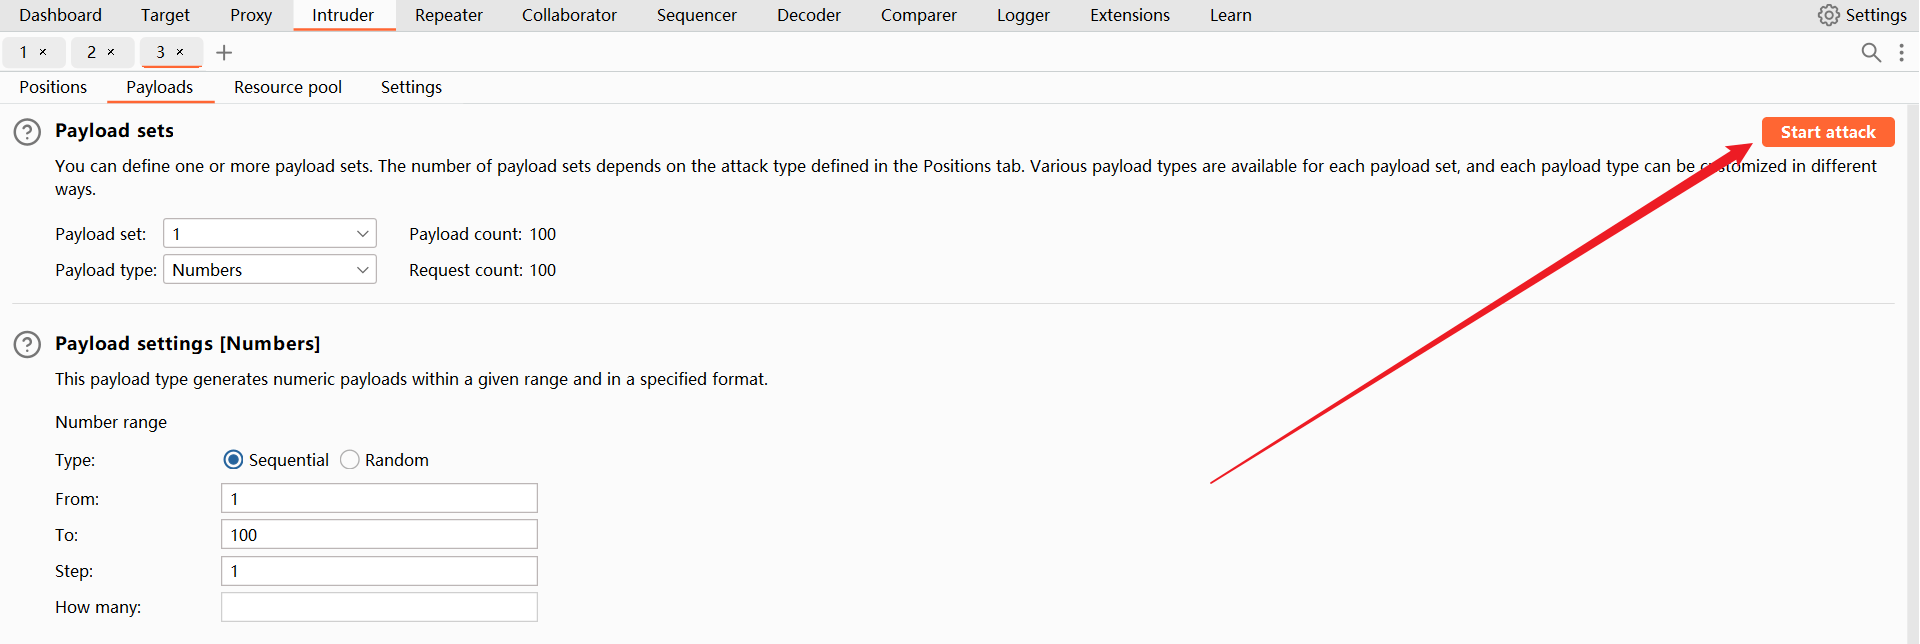 Dashboard Target Proxy Intruder Repeater Collaborator Sequencer Decoder Comparer Logger Extensions Learn Settings
1 × 2 × 3 × +
Positions Payloads Resource pool Settings
? Payload sets Start attack
You can define one or more payload sets. The number of payload sets depends on the attack type defined in the Positions tab. Various payload types are available for each payload set, and each payload type can be customized in different
ways.
Payload set: 1 Payload count: 100
Payload type: Numbers Request count: 100
? Payload settings [Numbers]
This payload type generates numeric payloads within a given range and in a specified format.
Number range
Type: Sequential Random
From: 1
To: 100
Step: 1
How many: